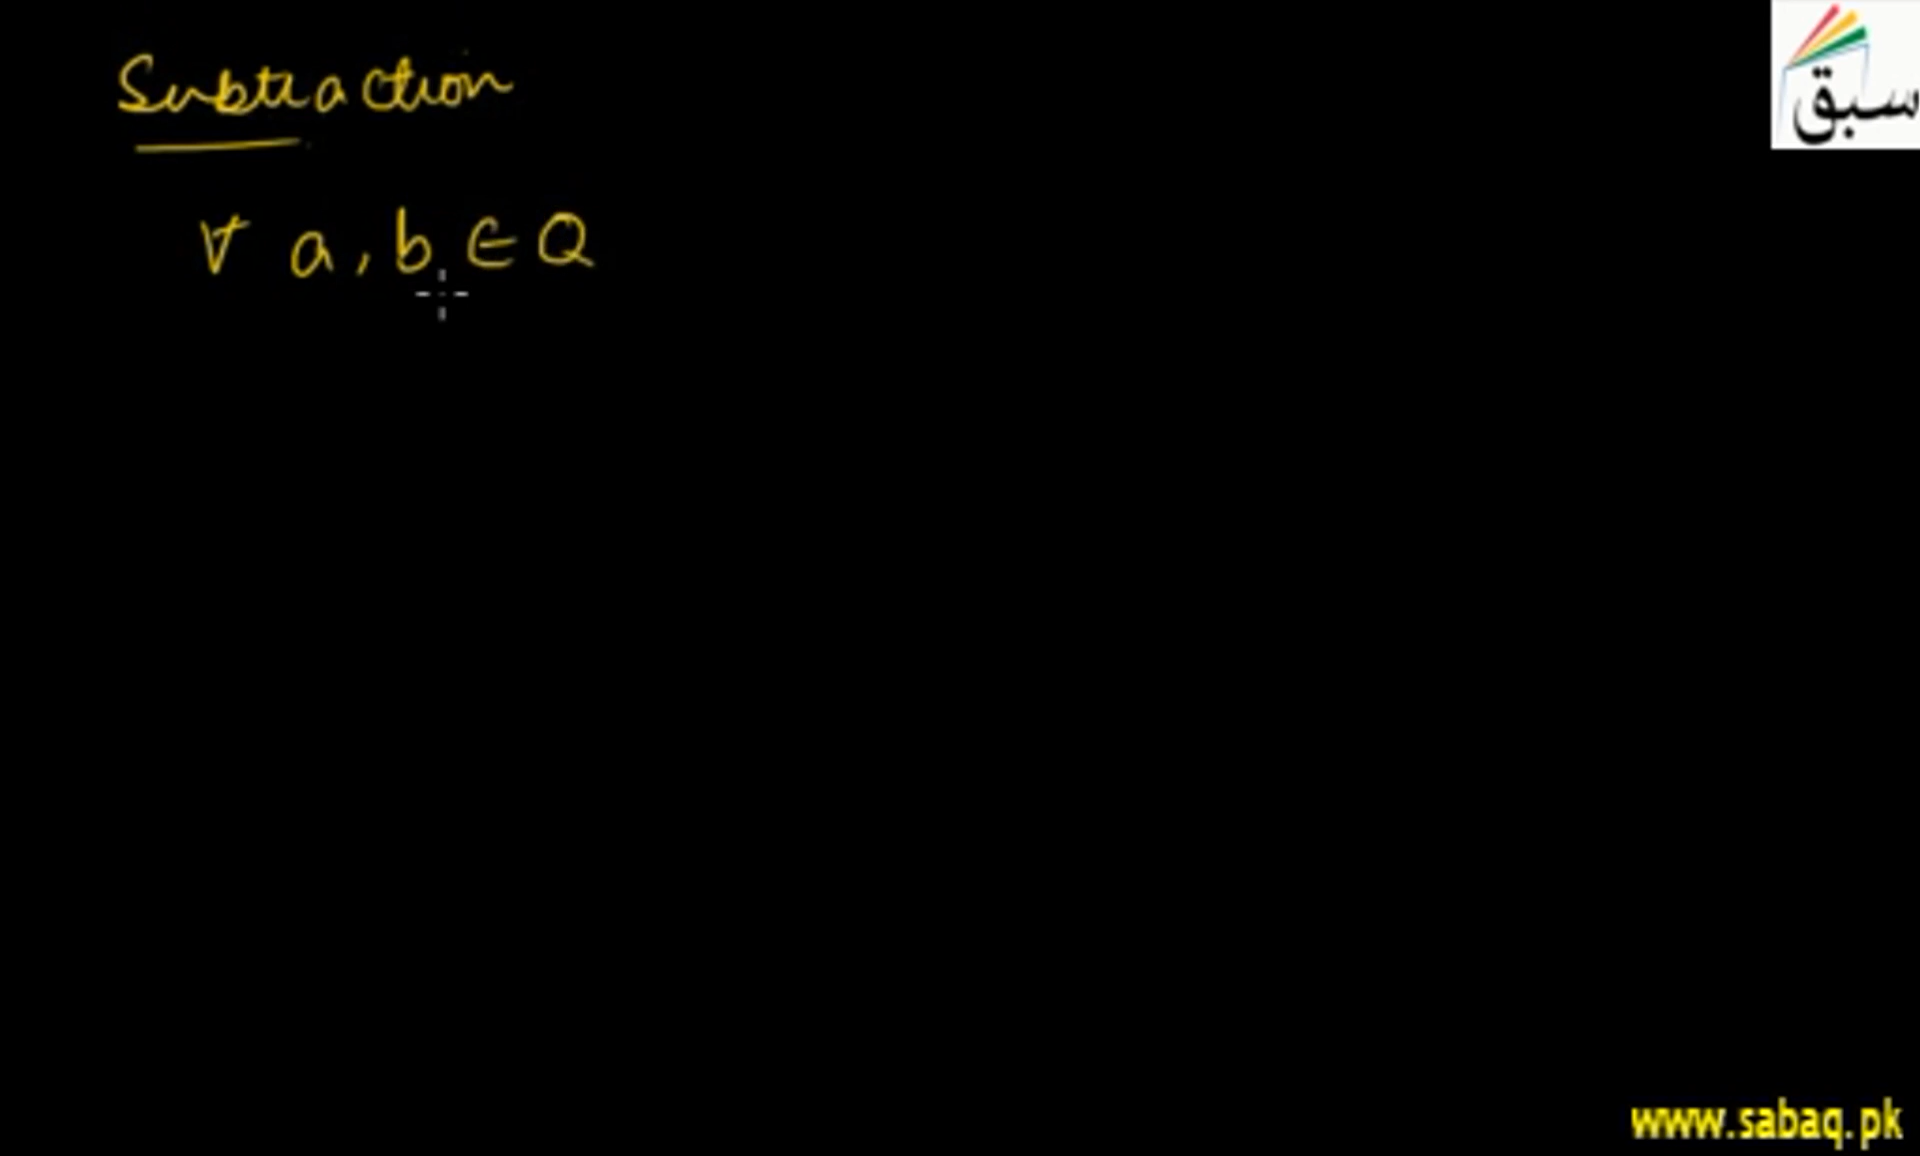 Subtraction
∀ a, b ∈ Q
سبق
www.sabaq.pk